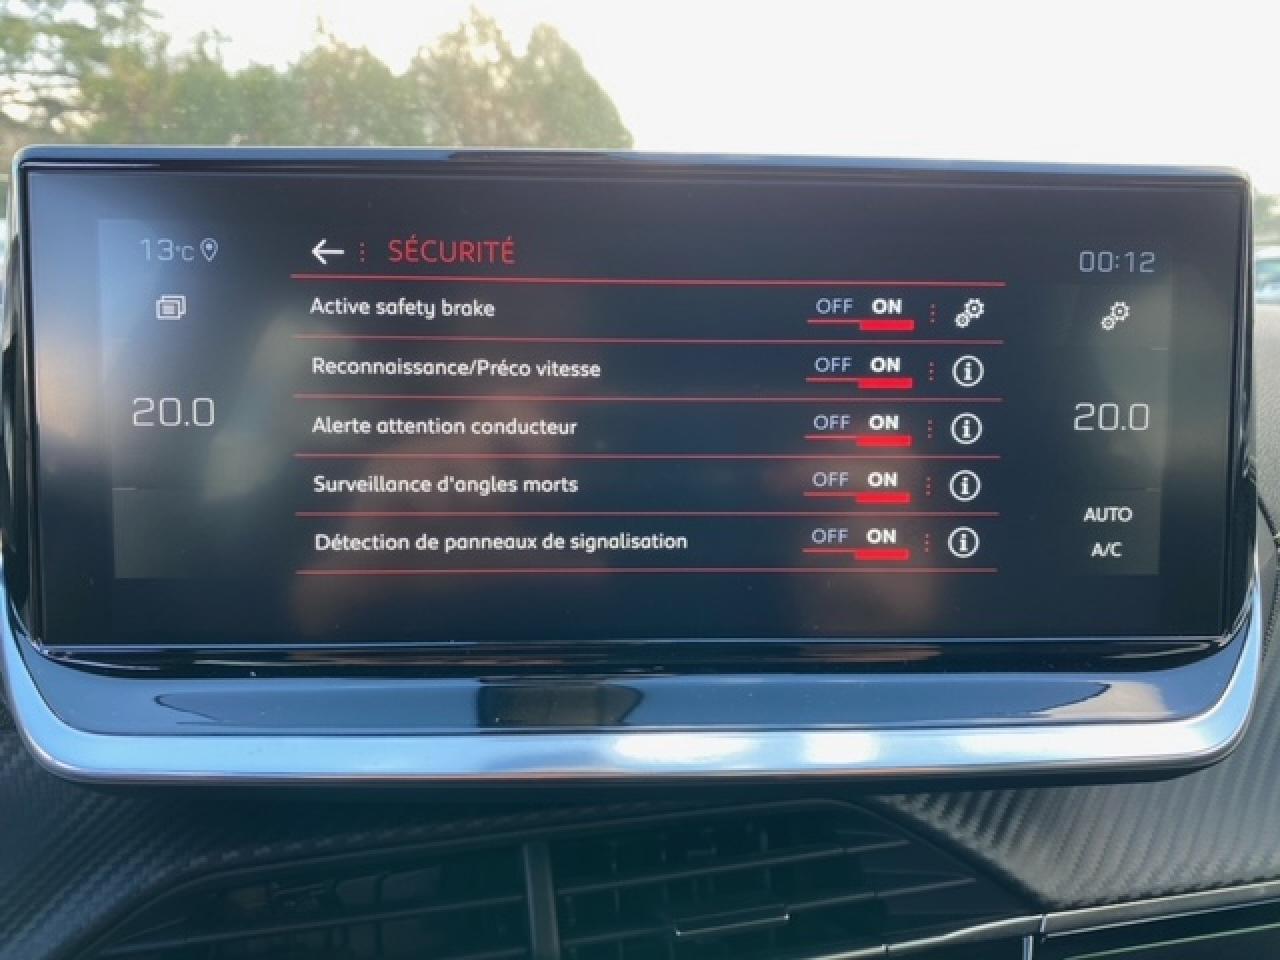 13°C
SÉCURITÉ
00:12
Active safety brake OFF ON
Reconnaissance/Préco vitesse OFF ON
20.0
Alerte attention conducteur OFF ON
20.0
Surveillance d'angles morts OFF ON
Détection de panneaux de signalisation OFF ON
AUTO
A/C